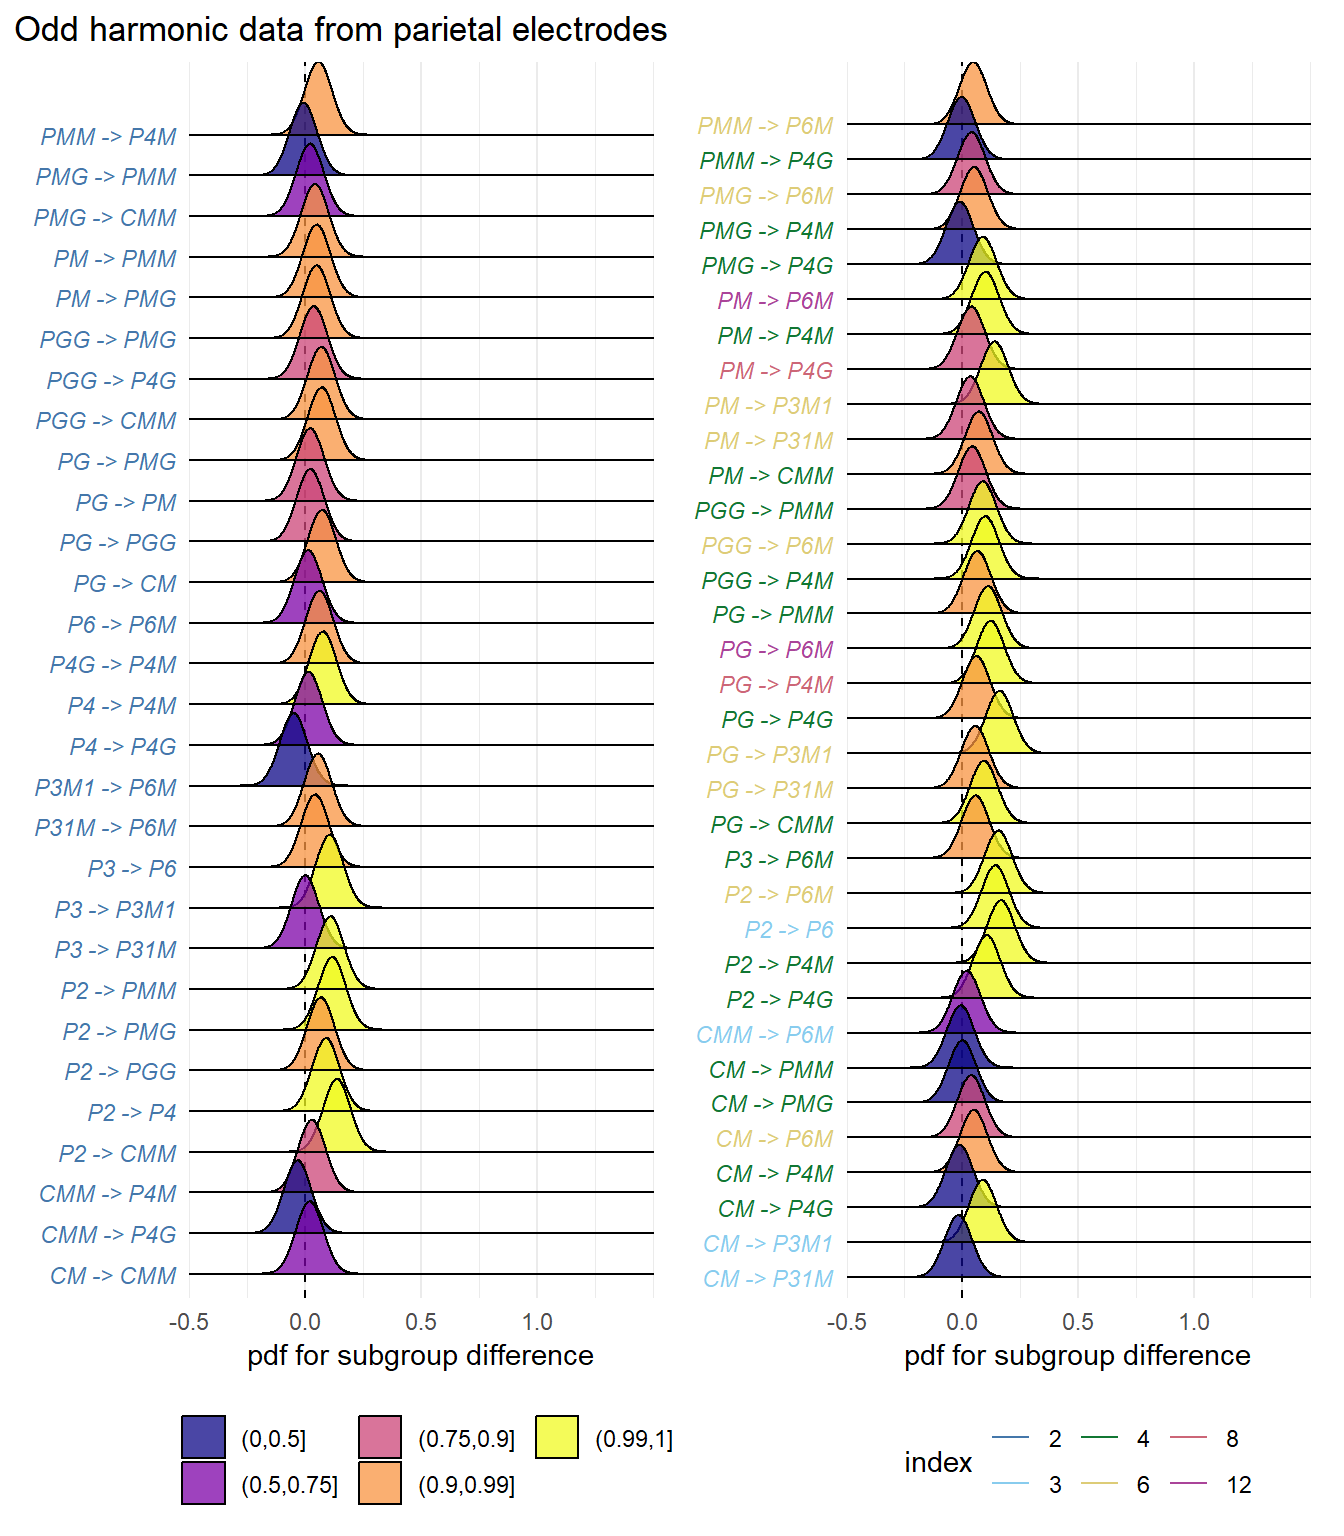 Odd harmonic data from parietal electrodes
PMM -> P4M
PMG -> PMM
PMG -> CMM
PM -> PMM
PM -> PMG
PGG -> PMG
PGG -> P4G
PGG -> CMM
PG -> PMG
PG -> PM
PG -> PGG
PG -> CM
P6 -> P6M
P4G -> P4M
P4 -> P4M
P4 -> P4G
P3M1 -> P6M
P31M -> P6M
P3 -> P6
P3 -> P3M1
P3 -> P31M
P2 -> PMM
P2 -> PMG
P2 -> PGG
P2 -> P4
P2 -> CMM
CMM -> P4M
CMM -> P4G
CM -> CMM
-0.5 0.0 0.5 1.0
pdf for subgroup difference
PMM -> P6M
PMM -> P4G
PMG -> P6M
PMG -> P4M
PMG -> P4G
PM -> P6M
PM -> P4M
PM -> P4G
PM -> P3M1
PM -> P31M
PM -> CMM
PGG -> PMM
PGG -> P6M
PGG -> P4M
PG -> PMM
PG -> P6M
PG -> P4M
PG -> P4G
PG -> P3M1
PG -> P31M
PG -> CMM
P3 -> P6M
P2 -> P6M
P2 -> P6
P2 -> P4M
P2 -> P4G
CMM -> P6M
CM -> PMM
CM -> PMG
CM -> P6M
CM -> P4M
CM -> P4G
CM -> P3M1
CM -> P31M
-0.5 0.0 0.5 1.0
pdf for subgroup difference
(0,0.5] (0.75,0.9] (0.99,1]
(0.5,0.75] (0.9,0.99]
index
2 4 8
3 6 12